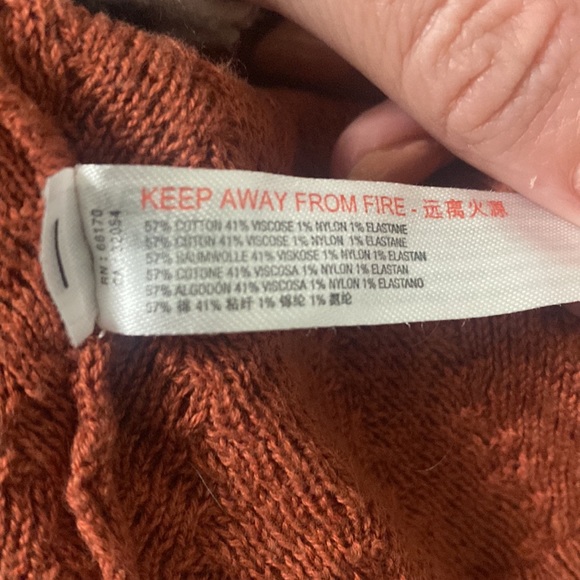 KEEP AWAY FROM FIRE - 远离火源
57% COTTON 41% VISCOSE 1% NYLON 1% ELASTANE
57% COTON 41% VISCOSE 1% NYLON 1% ELASTANE
57% BAUMWOLLE 41% VISKOSE 1% NYLON 1% ELASTAN
57% COTONE 41% VISCOSA 1% NYLON 1% ELASTAN
57% ALGODÓN 41% VISCOSA 1% NYLON 1% ELASTANO
57% 棉 41% 粘纤 1% 锦纶 1% 氨纶
RN: 66170
CA